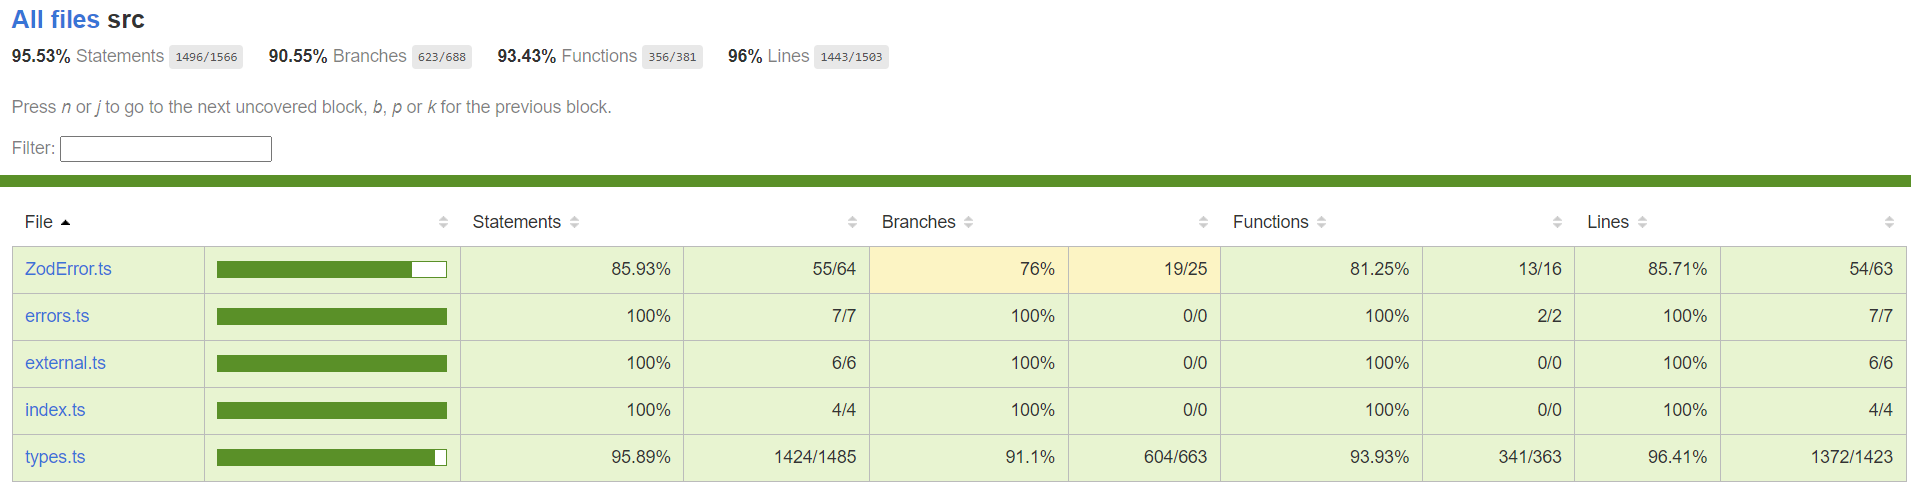 All files src
95.53% Statements 1496/1566 90.55% Branches 623/688 93.43% Functions 356/381 96% Lines 1443/1503
Press n or j to go to the next uncovered block, b, p or k for the previous block.
Filter:
File Statements Branches Functions Lines
ZodError.ts 85.93% 55/64 76% 19/25 81.25% 13/16 85.71% 54/63
errors.ts 100% 7/7 100% 0/0 100% 2/2 100% 7/7
external.ts 100% 6/6 100% 0/0 100% 0/0 100% 6/6
index.ts 100% 4/4 100% 0/0 100% 0/0 100% 4/4
types.ts 95.89% 1424/1485 91.1% 604/663 93.93% 341/363 96.41% 1372/1423